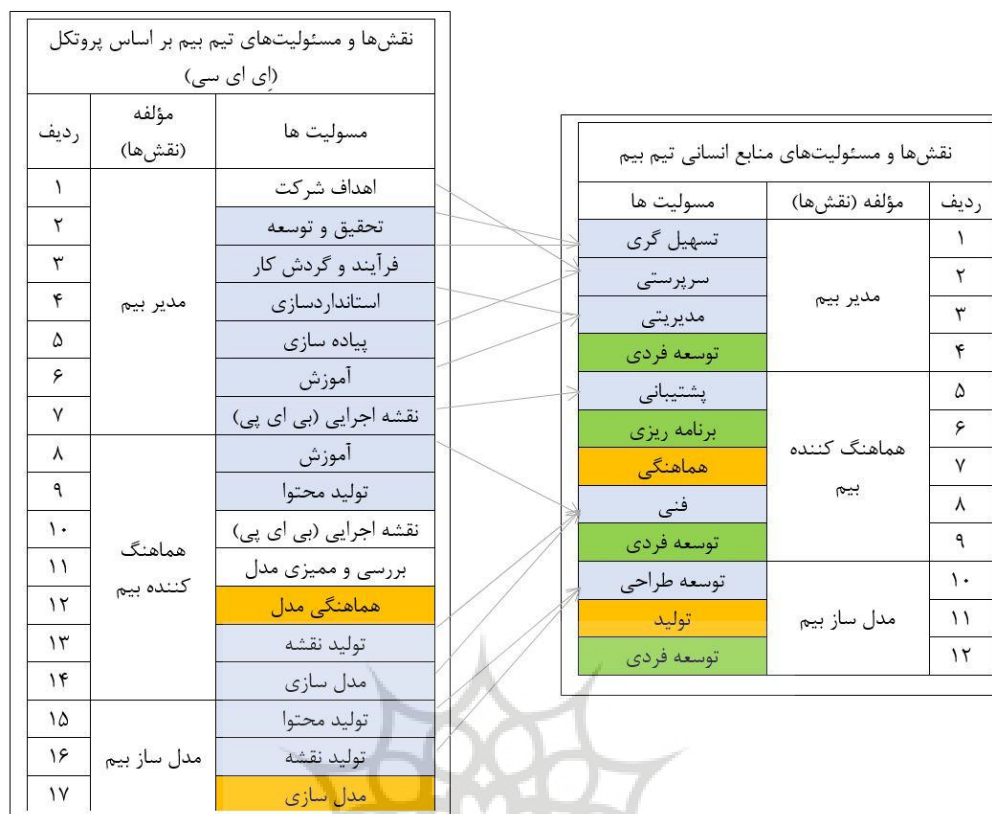 نقش‌ها و مسئولیت‌های تیم بیم بر اساس پروتکل
(اِی ای سی)
ردیف مؤلفه (نقش‌ها) مسولیت ها
۱ مدیر بیم اهداف شرکت
۲ تحقیق و توسعه
۳ فرآیند و گردش کار
۴ استانداردسازی
۵ پیاده سازی
۶ آموزش
۷ نقشه اجرایی (بی ای پی)
۸ هماهنگ کننده بیم آموزش
۹ تولید محتوا
۱۰ نقشه اجرایی (بی ای پی)
۱۱ بررسی و ممیزی مدل
۱۲ هماهنگی مدل
۱۳ تولید نقشه
۱۴ مدل سازی
۱۵ مدل ساز بیم تولید محتوا
۱۶ تولید نقشه
۱۷ مدل سازی
نقش‌ها و مسئولیت‌های منابع انسانی تیم بیم
ردیف مؤلفه (نقش‌ها) مسولیت ها
۱ مدیر بیم تسهیل گری
۲ سرپرستی
۳ مدیریتی
۴ توسعه فردی
۵ هماهنگ کننده بیم پشتیبانی
۶ برنامه ریزی
۷ هماهنگی
۸ فنی
۹ توسعه فردی
۱۰ مدل ساز بیم توسعه طراحی
۱۱ تولید
۱۲ توسعه فردی